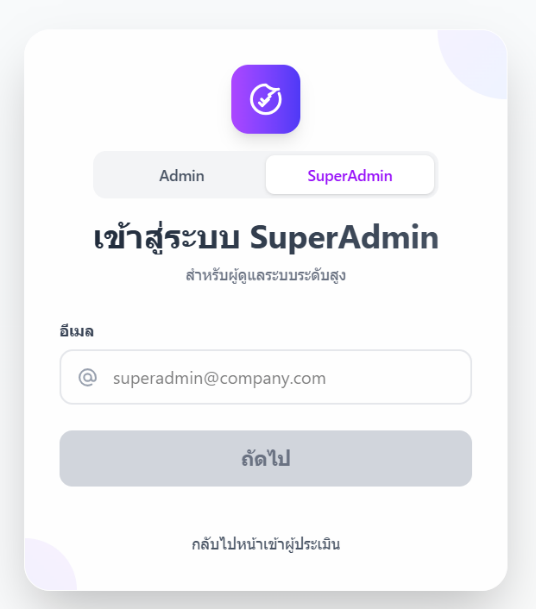 Admin
SuperAdmin
เข้าสู่ระบบ SuperAdmin
สำหรับผู้ดูแลระบบระดับสูง
อีเมล
superadmin@company.com
ถัดไป
กลับไปหน้าเข้าผู้ประเมิน